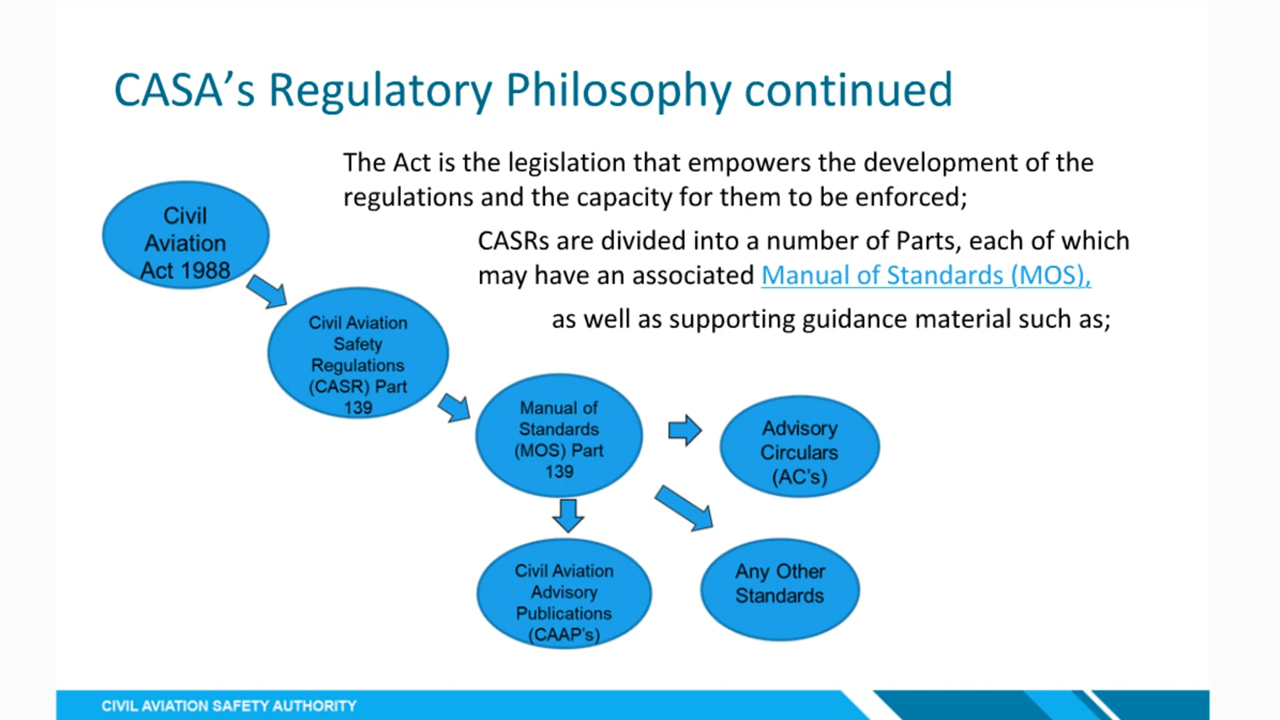 CASA’s Regulatory Philosophy continued
The Act is the legislation that empowers the development of the
regulations and the capacity for them to be enforced;
CASRs are divided into a number of Parts, each of which
may have an associated Manual of Standards (MOS),
as well as supporting guidance material such as;
Civil
Aviation
Act 1988
Civil Aviation
Safety
Regulations
(CASR) Part
139
Manual of
Standards
(MOS) Part
139
Advisory
Circulars
(AC’s)
Civil Aviation
Advisory
Publications
(CAAP’s)
Any Other
Standards
CIVIL AVIATION SAFETY AUTHORITY